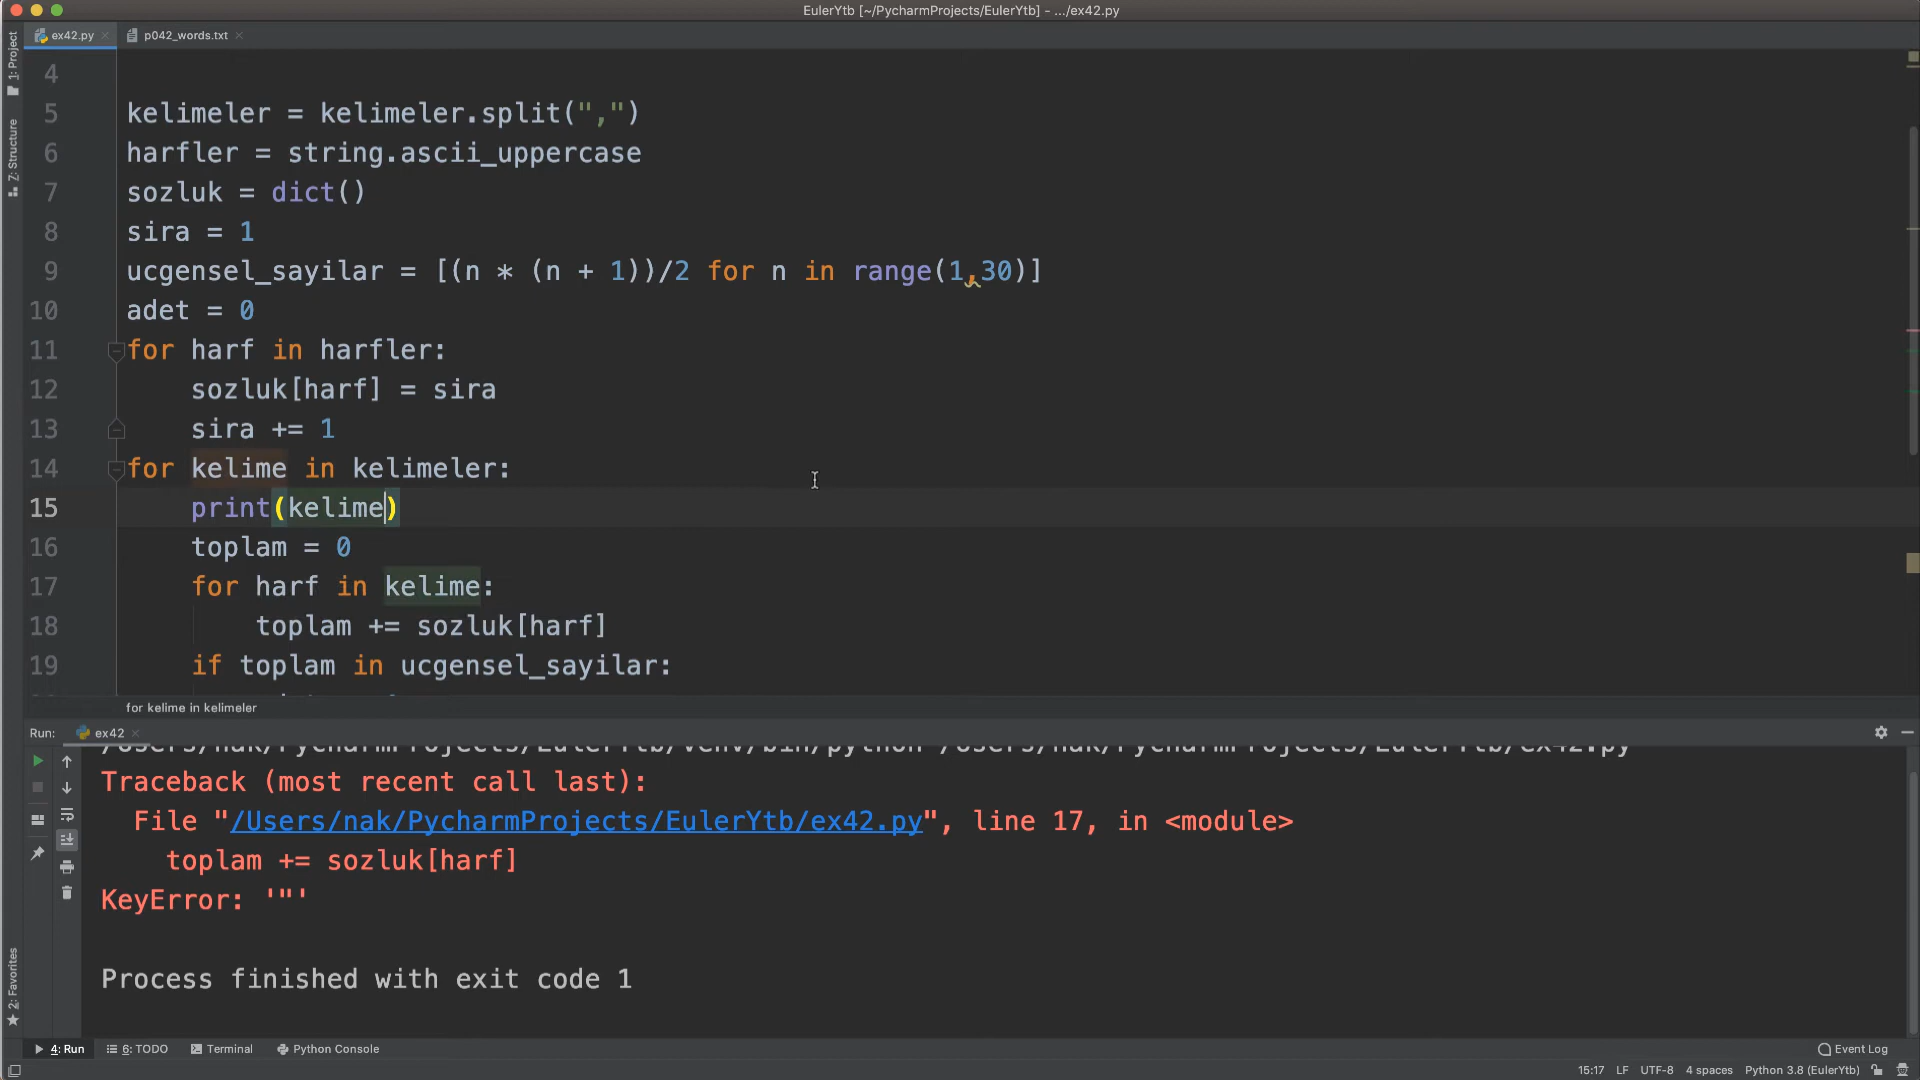 EulerYtb [~/PycharmProjects/EulerYtb] - .../ex42.py
ex42.py
p042_words.txt
1: Project
Z: Structure
2: Favorites
4
5 kelimeler = kelimeler.split(",")
6 harfler = string.ascii_uppercase
7 sozluk = dict()
8 sira = 1
9 ucgensel_sayilar = [(n * (n + 1))/2 for n in range(1,30)]
10 adet = 0
11 for harf in harfler:
12 sozluk[harf] = sira
13 sira += 1
14 for kelime in kelimeler:
15 print(kelime)
16 toplam = 0
17 for harf in kelime:
18 toplam += sozluk[harf]
19 if toplam in ucgensel_sayilar:
for kelime in kelimeler
Run: ex42
/Users/nak/PycharmProjects/EulerYtb/venv/bin/python /Users/nak/PycharmProjects/EulerYtb/ex42.py
Traceback (most recent call last):
File "/Users/nak/PycharmProjects/EulerYtb/ex42.py", line 17, in <module>
toplam += sozluk[harf]
KeyError: '"'
Process finished with exit code 1
4: Run
6: TODO
Terminal
Python Console
Event Log
15:17 LF UTF-8 4 spaces Python 3.8 (EulerYtb)